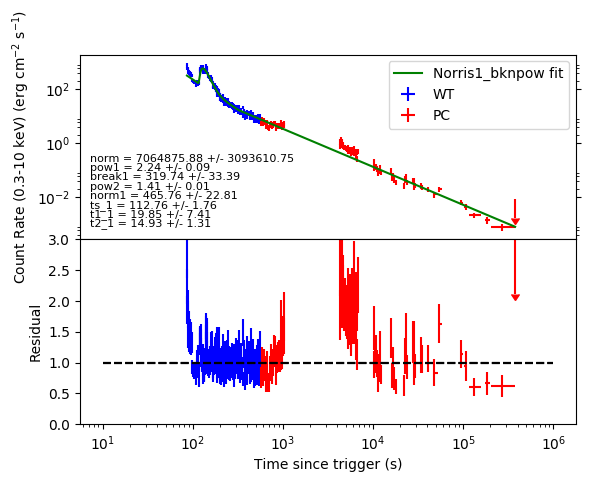 Count Rate (0.3-10 keV) (erg cm⁻² s⁻¹)
10²
10⁰
10⁻²
Norris1_bknpow fit
WT
PC
norm = 7064875.88 +/- 3093610.75
pow1 = 2.24 +/- 0.09
break1 = 319.74 +/- 33.39
pow2 = 1.41 +/- 0.01
norm1 = 465.76 +/- 22.81
ts_1 = 112.76 +/- 1.76
t1_1 = 19.85 +/- 7.41
t2_1 = 14.93 +/- 1.31
Residual
3.0
2.5
2.0
1.5
1.0
0.5
0.0
10¹ 10² 10³ 10⁴ 10⁵ 10⁶
Time since trigger (s)